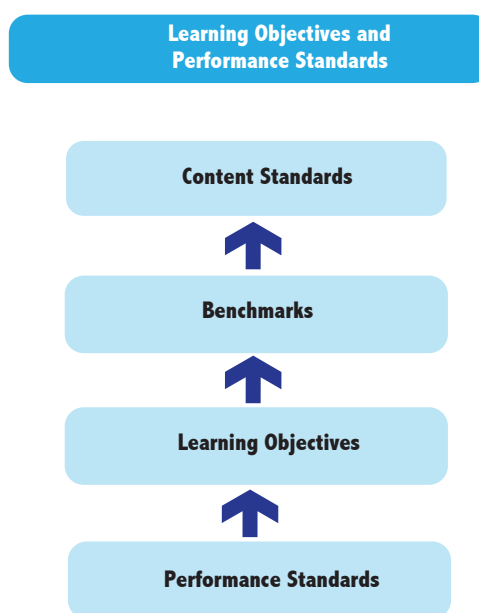 Learning Objectives and
Performance Standards
Content Standards
Benchmarks
Learning Objectives
Performance Standards